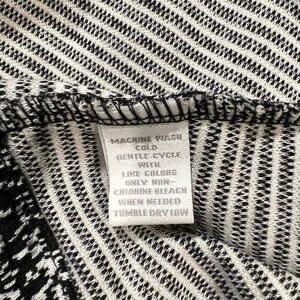 MACHINE WASH
COLD
GENTLE CYCLE
WITH
LIKE COLORS
ONLY NON-
CHLORINE BLEACH
WHEN NEEDED
TUMBLE DRY LOW